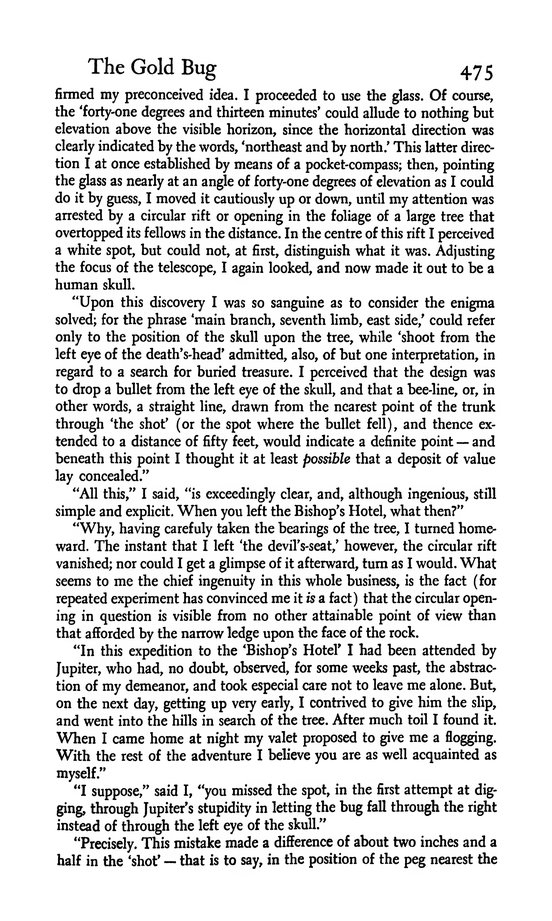 The Gold Bug 475
firmed my preconceived idea. I proceeded to use the glass. Of course,
the ‘forty-one degrees and thirteen minutes’ could allude to nothing but
elevation above the visible horizon, since the horizontal direction was
clearly indicated by the words, ‘northeast and by north.’ This latter direc-
tion I at once established by means of a pocket-compass; then, pointing
the glass as nearly at an angle of forty-one degrees of elevation as I could
do it by guess, I moved it cautiously up or down, until my attention was
arrested by a circular rift or opening in the foliage of a large tree that
overtopped its fellows in the distance. In the centre of this rift I perceived
a white spot, but could not, at first, distinguish what it was. Adjusting
the focus of the telescope, I again looked, and now made it out to be a
human skull.
“Upon this discovery I was so sanguine as to consider the enigma
solved; for the phrase ‘main branch, seventh limb, east side,’ could refer
only to the position of the skull upon the tree, while ‘shoot from the
left eye of the death’s-head’ admitted, also, of but one interpretation, in
regard to a search for buried treasure. I perceived that the design was
to drop a bullet from the left eye of the skull, and that a bee-line, or, in
other words, a straight line, drawn from the nearest point of the trunk
through ‘the shot’ (or the spot where the bullet fell), and thence ex-
tended to a distance of fifty feet, would indicate a definite point — and
beneath this point I thought it at least possible that a deposit of value
lay concealed.”
“All this,” I said, “is exceedingly clear, and, although ingenious, still
simple and explicit. When you left the Bishop’s Hotel, what then?”
“Why, having carefuly taken the bearings of the tree, I turned home-
ward. The instant that I left ‘the devil’s-seat,’ however, the circular rift
vanished; nor could I get a glimpse of it afterward, turn as I would. What
seems to me the chief ingenuity in this whole business, is the fact (for
repeated experiment has convinced me it is a fact) that the circular open-
ing in question is visible from no other attainable point of view than
that afforded by the narrow ledge upon the face of the rock.
“In this expedition to the ‘Bishop’s Hotel’ I had been attended by
Jupiter, who had, no doubt, observed, for some weeks past, the abstrac-
tion of my demeanor, and took especial care not to leave me alone. But,
on the next day, getting up very early, I contrived to give him the slip,
and went into the hills in search of the tree. After much toil I found it.
When I came home at night my valet proposed to give me a flogging.
With the rest of the adventure I believe you are as well acquainted as
myself.”
“I suppose,” said I, “you missed the spot, in the first attempt at dig-
ging, through Jupiter’s stupidity in letting the bug fall through the right
instead of through the left eye of the skull.”
“Precisely. This mistake made a difference of about two inches and a
half in the ‘shot’ — that is to say, in the position of the peg nearest the